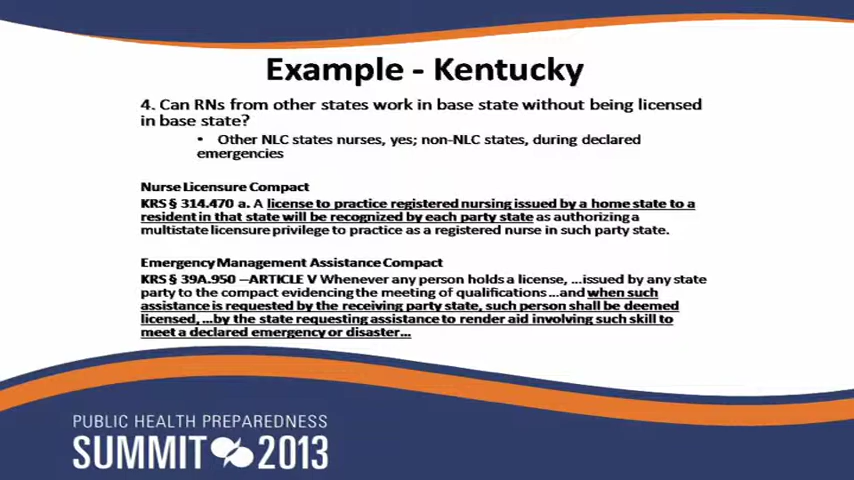 Example - Kentucky
4. Can RNs from other states work in base state without being licensed
in base state?
• Other NLC states nurses, yes; non-NLC states, during declared
emergencies
Nurse Licensure Compact
KRS § 314.470 a. A license to practice registered nursing issued by a home state to a
resident in that state will be recognized by each party state as authorizing a
multistate licensure privilege to practice as a registered nurse in such party state.
Emergency Management Assistance Compact
KRS § 39A.950 —ARTICLE V Whenever any person holds a license, ...issued by any state
party to the compact evidencing the meeting of qualifications ...and when such
assistance is requested by the receiving party state, such person shall be deemed
licensed, ...by the state requesting assistance to render aid involving such skill to
meet a declared emergency or disaster...
PUBLIC HEALTH PREPAREDNESS
SUMMIT 2013